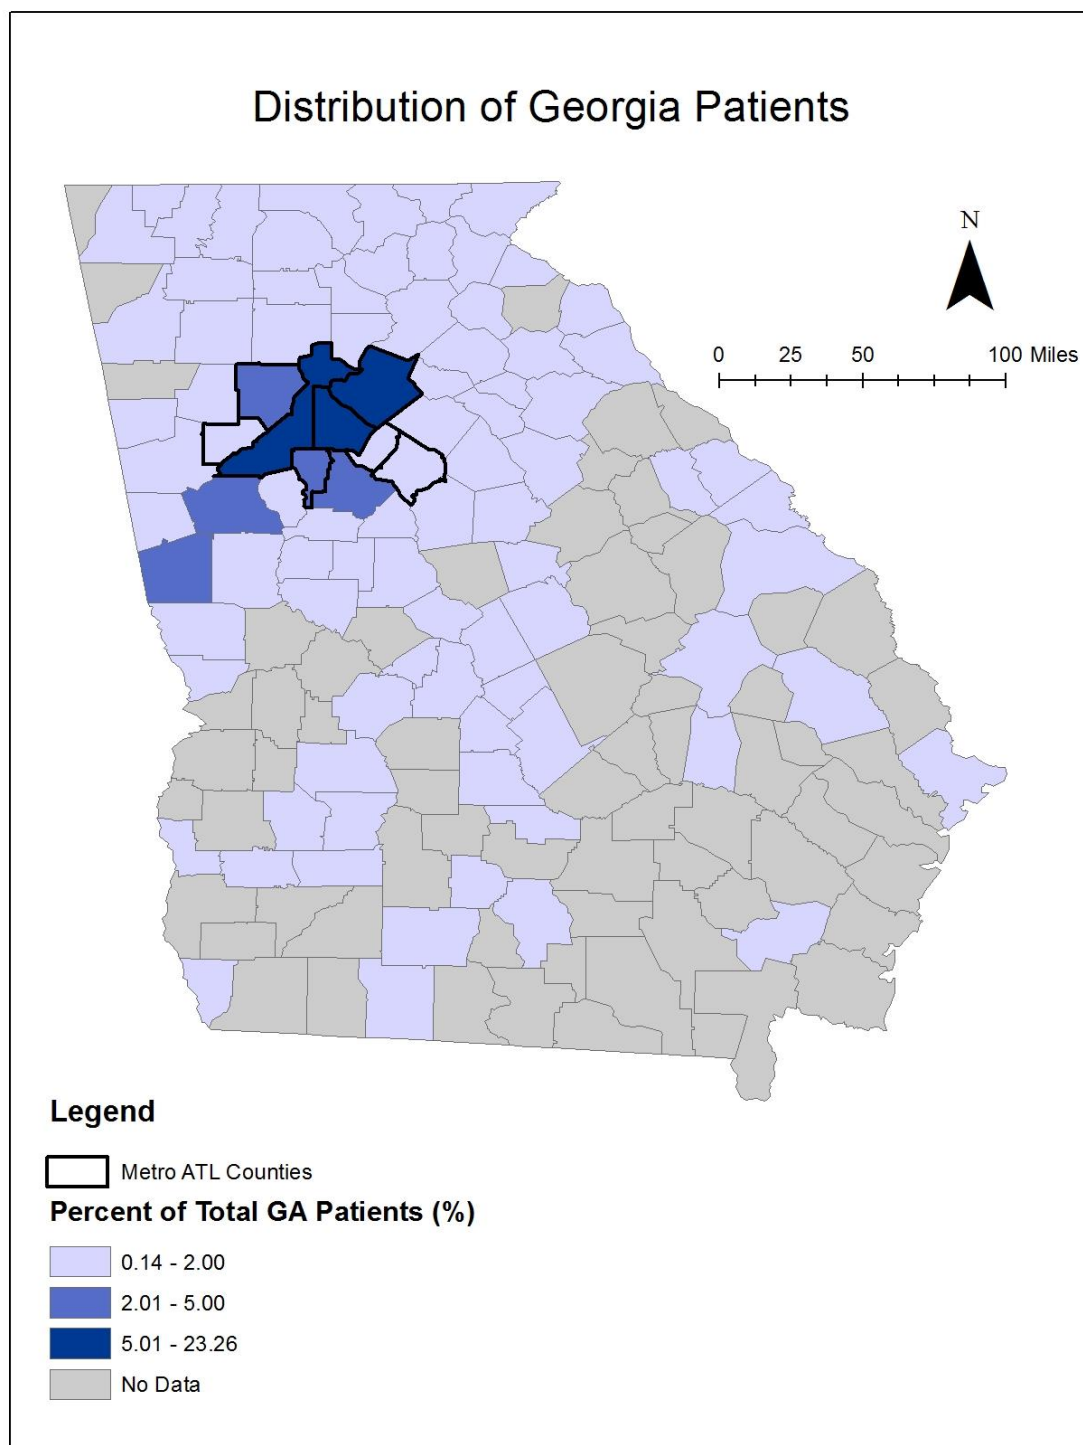 Distribution of Georgia Patients
N
0 25 50 100 Miles
Legend
Metro ATL Counties
Percent of Total GA Patients (%)
0.14 - 2.00
2.01 - 5.00
5.01 - 23.26
No Data